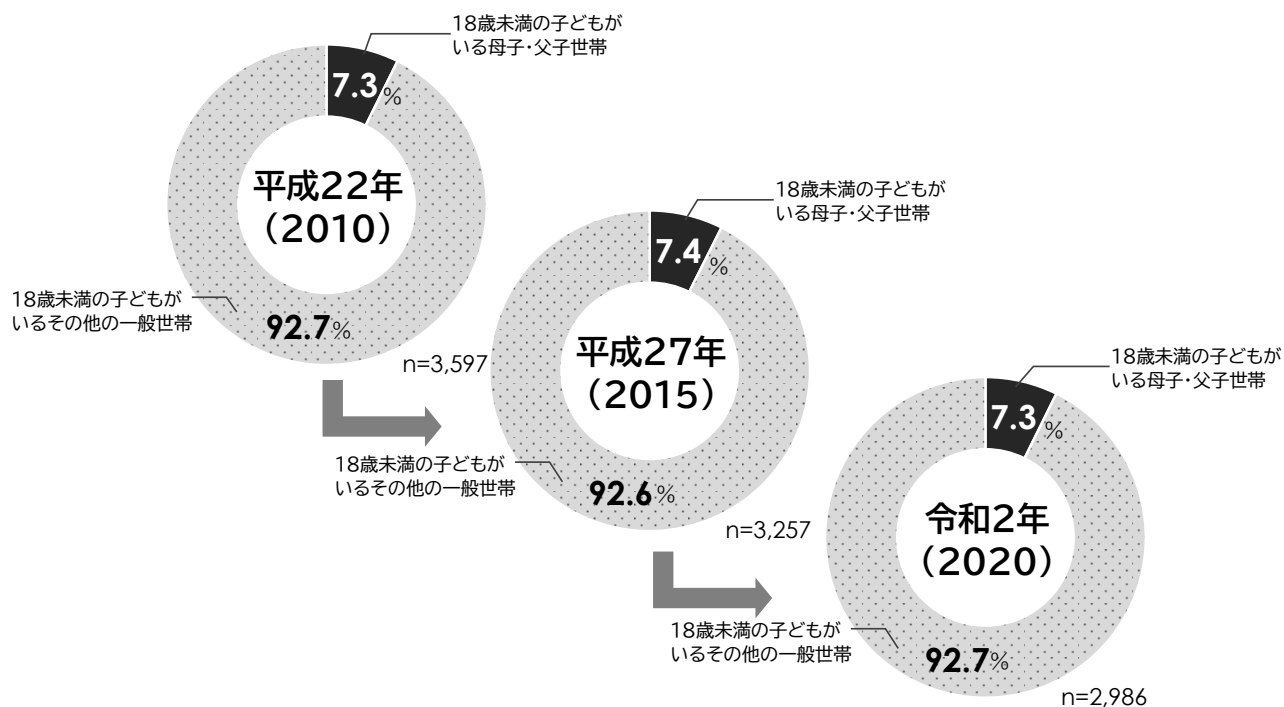 18歳未満の子どもが
いる母子・父子世帯
7.3%
平成22年
(2010)
18歳未満の子どもが
いるその他の一般世帯
92.7%
n=3,597
18歳未満の子どもが
いる母子・父子世帯
7.4%
平成27年
(2015)
18歳未満の子どもが
いるその他の一般世帯
92.6%
n=3,257
18歳未満の子どもが
いる母子・父子世帯
7.3%
令和2年
(2020)
18歳未満の子どもが
いるその他の一般世帯
92.7%
n=2,986